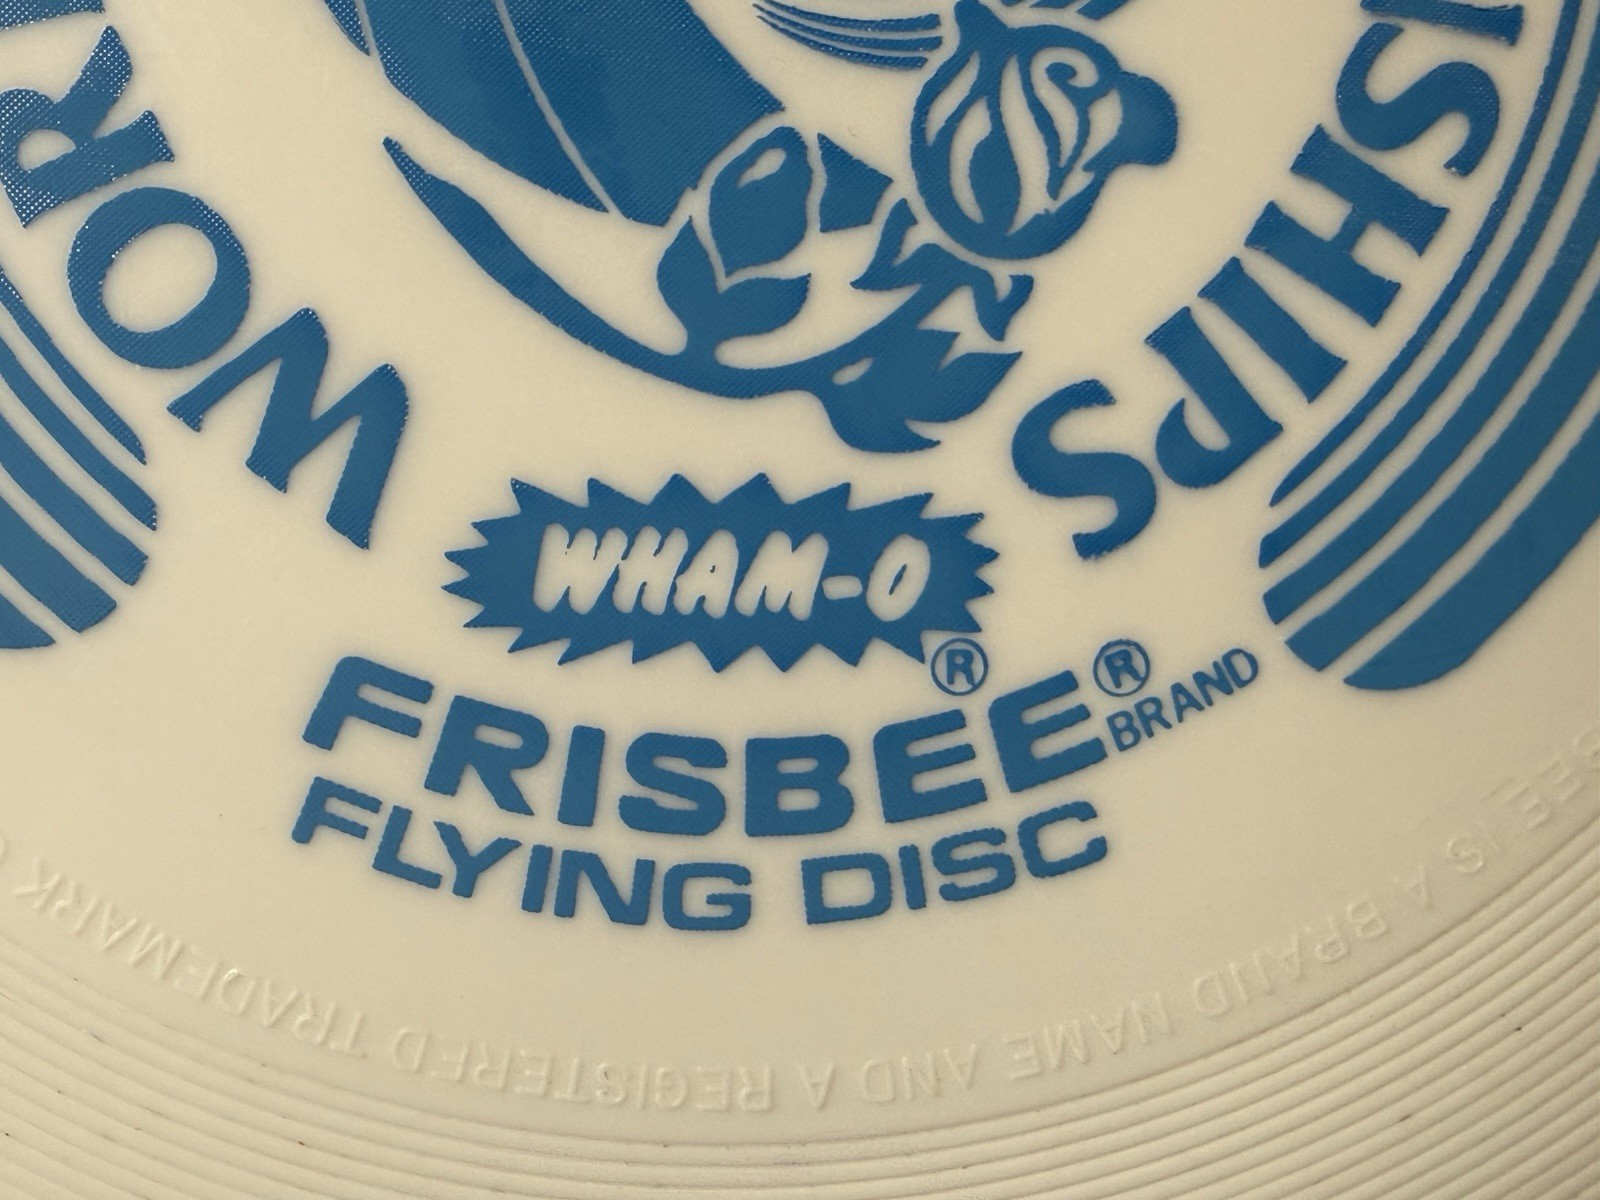 WOR
SHIPS
WHAM-O®
FRISBEE® BRAND
FLYING DISC
BEE IS A BRAND NAME AND A REGISTERED TRADEMARK